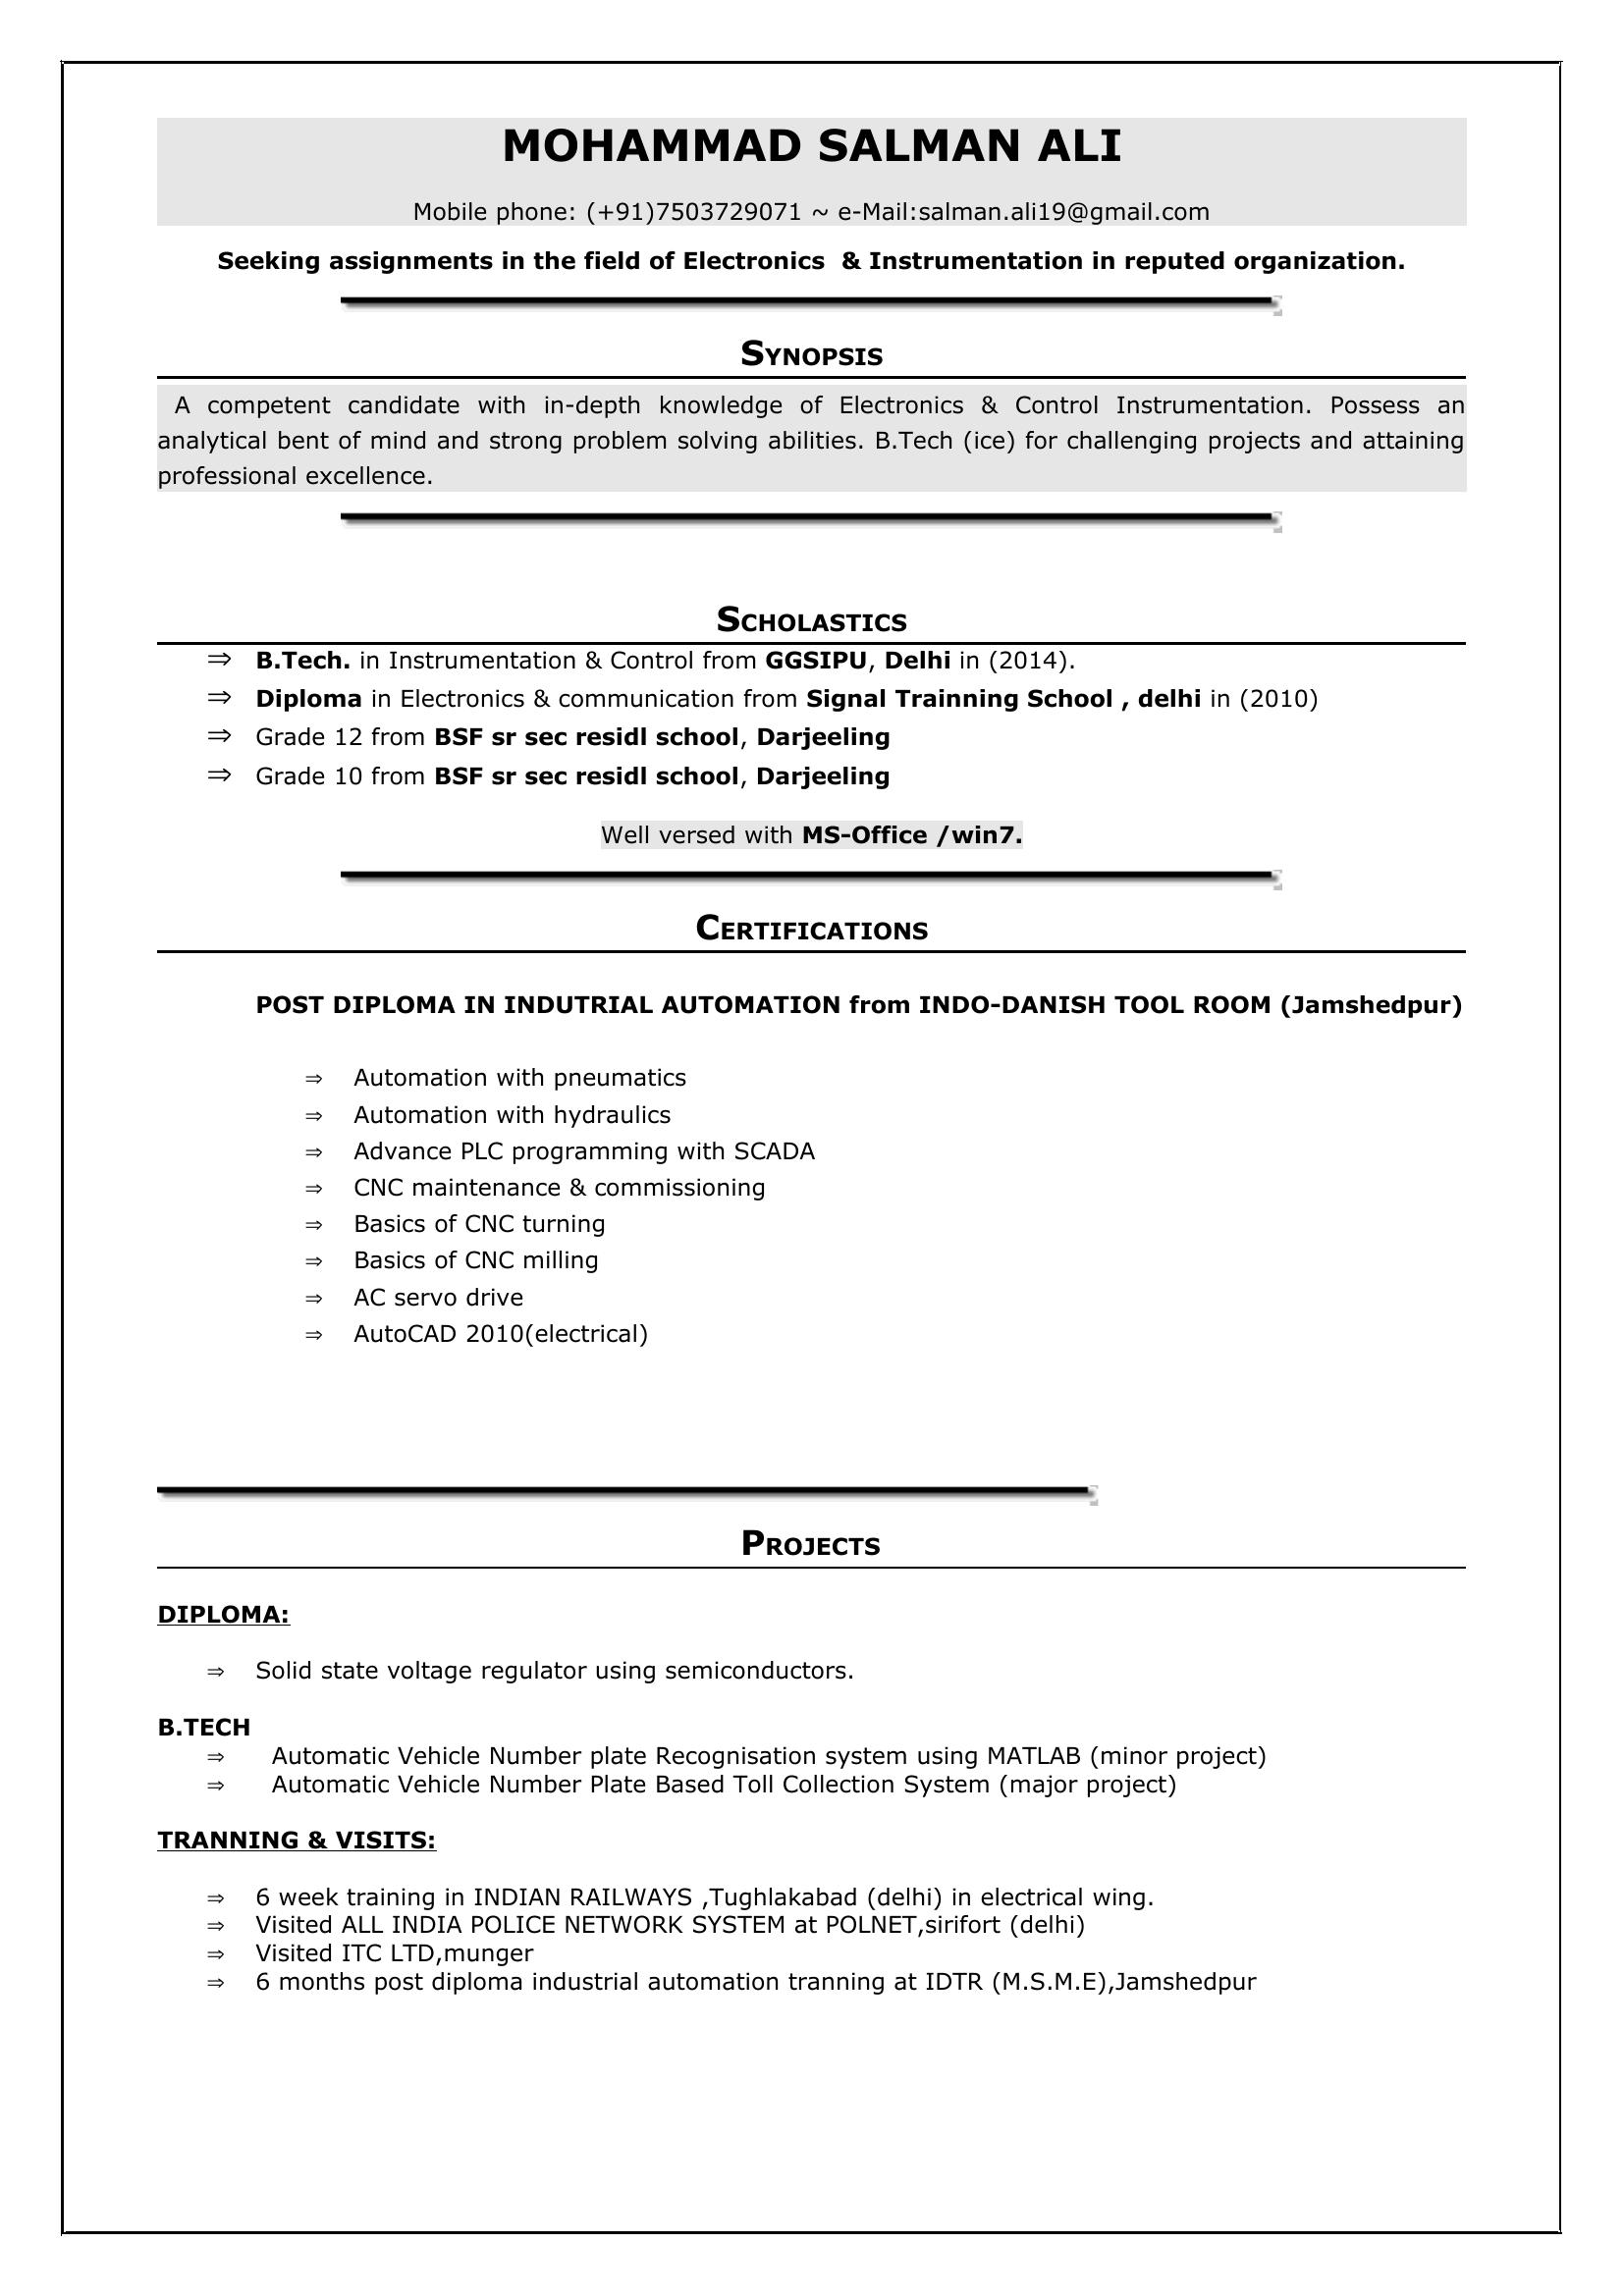 MOHAMMAD SALMAN ALI
Mobile phone: (+91)7503729071 ~ e-Mail:salman.ali19@gmail.com
Seeking assignments in the field of Electronics  & Instrumentation in reputed organization.
SYNOPSIS
A competent candidate with in-depth knowledge of Electronics & Control Instrumentation. Possess an
analytical bent of mind and strong problem solving abilities. B.Tech (ice) for challenging projects and attaining
professional excellence.
SCHOLASTICS
⇒ B.Tech. in Instrumentation & Control from GGSIPU, Delhi in (2014).
⇒ Diploma in Electronics & communication from Signal Trainning School , delhi in (2010)
⇒ Grade 12 from BSF sr sec residl school, Darjeeling
⇒ Grade 10 from BSF sr sec residl school, Darjeeling
Well versed with MS-Office /win7.
CERTIFICATIONS
POST DIPLOMA IN INDUTRIAL AUTOMATION from INDO-DANISH TOOL ROOM (Jamshedpur)
⇒ Automation with pneumatics
⇒ Automation with hydraulics
⇒ Advance PLC programming with SCADA
⇒ CNC maintenance & commissioning
⇒ Basics of CNC turning
⇒ Basics of CNC milling
⇒ AC servo drive
⇒ AutoCAD 2010(electrical)
PROJECTS
DIPLOMA:
⇒ Solid state voltage regulator using semiconductors.
B.TECH
⇒ Automatic Vehicle Number plate Recognisation system using MATLAB (minor project)
⇒ Automatic Vehicle Number Plate Based Toll Collection System (major project)
TRANNING & VISITS:
⇒ 6 week training in INDIAN RAILWAYS ,Tughlakabad (delhi) in electrical wing.
⇒ Visited ALL INDIA POLICE NETWORK SYSTEM at POLNET,sirifort (delhi)
⇒ Visited ITC LTD,munger
⇒ 6 months post diploma industrial automation tranning at IDTR (M.S.M.E),Jamshedpur